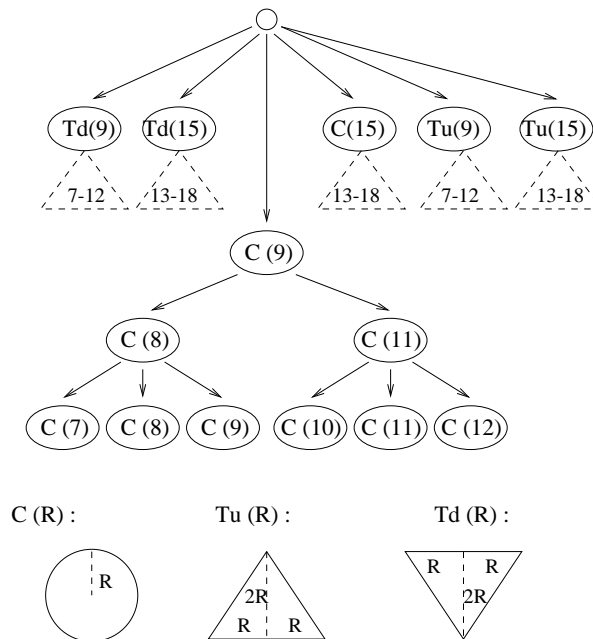 Td(9) Td(15) C(15) Tu(9) Tu(15)
7-12 13-18 13-18 7-12 13-18
C (9)
C (8) C (11)
C (7) C (8) C (9) C (10) C (11) C (12)
C (R) : Tu (R) : Td (R) :
R R R
2R 2R
R R